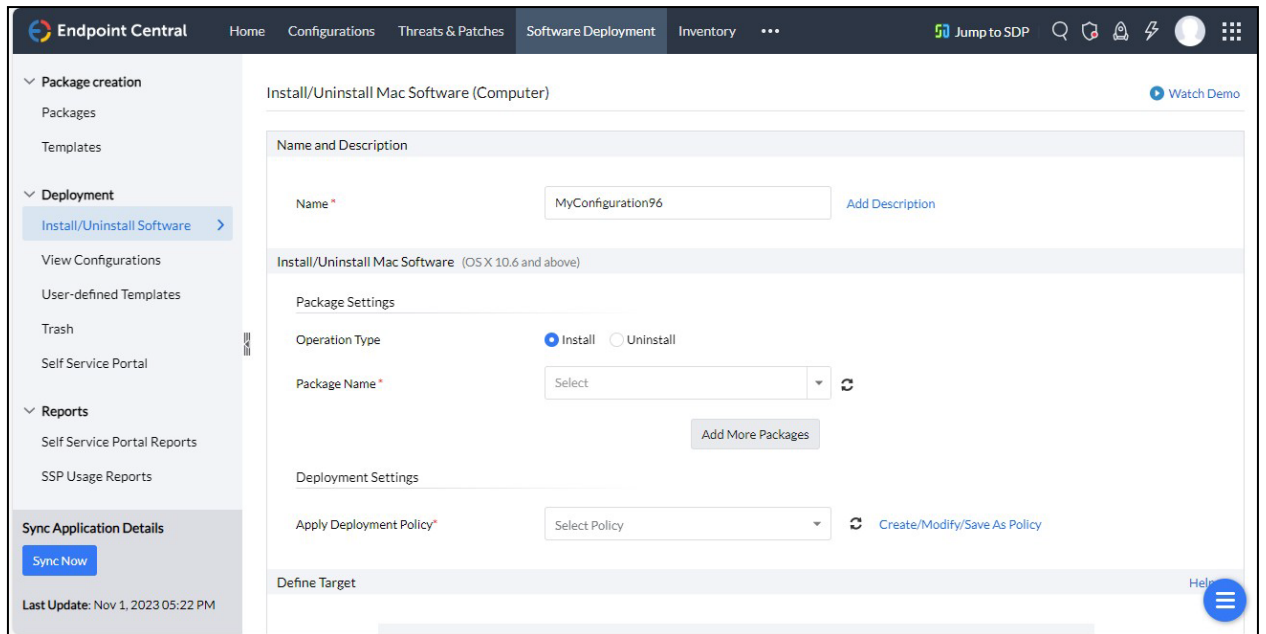 Endpoint Central Home Configurations Threats & Patches Software Deployment Inventory ••• Jump to SDP
Package creation
Packages
Templates
Deployment
Install/Uninstall Software
View Configurations
User-defined Templates
Trash
Self Service Portal
Reports
Self Service Portal Reports
SSP Usage Reports
Sync Application Details
Sync Now
Last Update: Nov 1, 2023 05:22 PM
Install/Uninstall Mac Software (Computer) Watch Demo
Name and Description
Name * MyConfiguration96 Add Description
Install/Uninstall Mac Software (OS X 10.6 and above)
Package Settings
Operation Type Install Uninstall
Package Name * Select
Add More Packages
Deployment Settings
Apply Deployment Policy* Select Policy Create/Modify/Save As Policy
Define Target Help